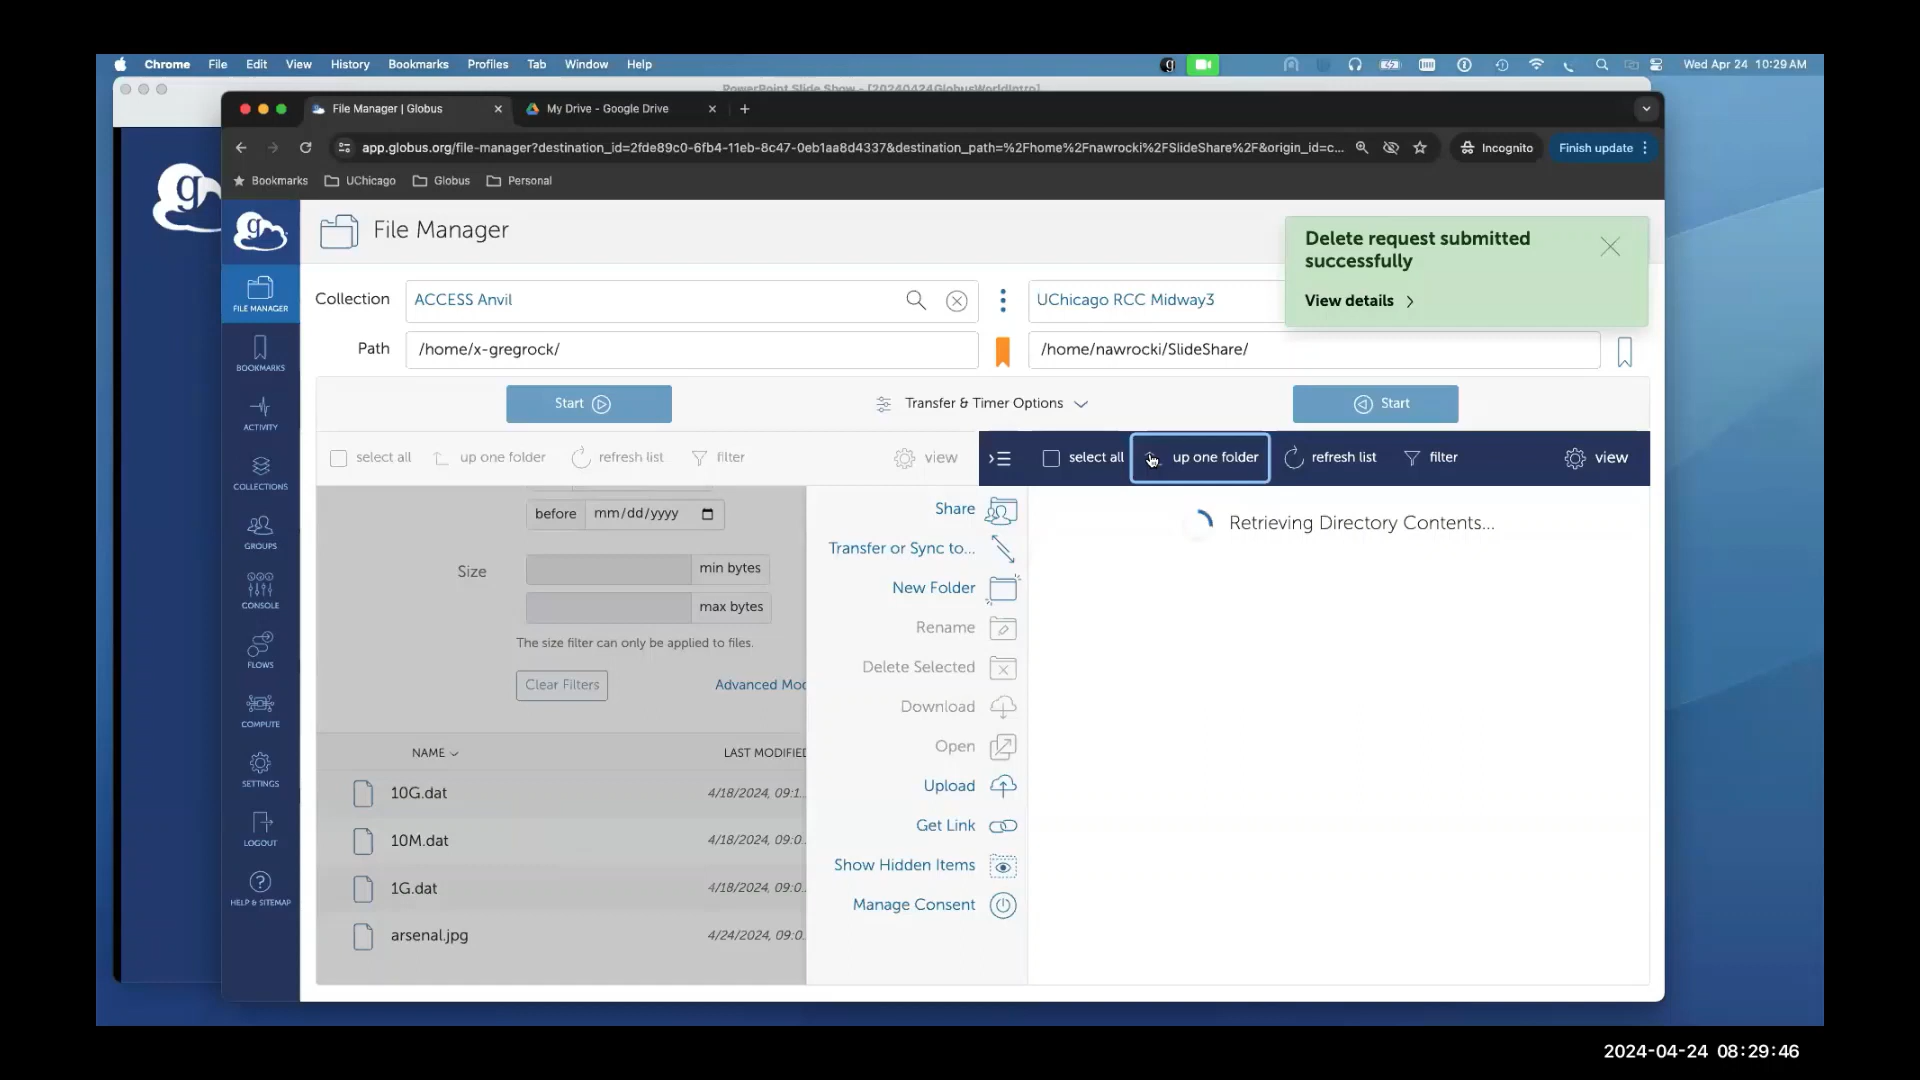 Chrome File Edit View History Bookmarks Profiles Tab Window Help Wed Apr 24 10:29 AM
PowerPoint Slide Show - [20240424GlobusWorldIntro]
File Manager | Globus My Drive - Google Drive
app.globus.org/file-manager?destination_id=2fde89c0-6fb4-11eb-8c47-0eb1aa8d4337&destination_path=%2Fhome%2Fnawrocki%2FSlideShare%2F&origin_id=c... Incognito Finish update
Bookmarks UChicago Globus Personal
File Manager
Delete request submitted
successfully
View details
FILE MANAGER
BOOKMARKS
ACTIVITY
COLLECTIONS
GROUPS
CONSOLE
FLOWS
COMPUTE
SETTINGS
LOGOUT
HELP & SITEMAP
Collection ACCESS Anvil UChicago RCC Midway3
Path /home/x-gregrock/ /home/nawrocki/SlideShare/
Start Transfer & Timer Options Start
select all up one folder refresh list filter view select all up one folder refresh list filter view
before mm/dd/yyyy
Size min bytes
max bytes
The size filter can only be applied to files.
Clear Filters Advanced Mod
NAME LAST MODIFIED
10G.dat 4/18/2024, 09:1...
10M.dat 4/18/2024, 09:0...
1G.dat 4/18/2024, 09:0...
arsenal.jpg 4/24/2024, 09:0...
Share
Transfer or Sync to...
New Folder
Rename
Delete Selected
Download
Open
Upload
Get Link
Show Hidden Items
Manage Consent
Retrieving Directory Contents...
2024-04-24 08:29:46